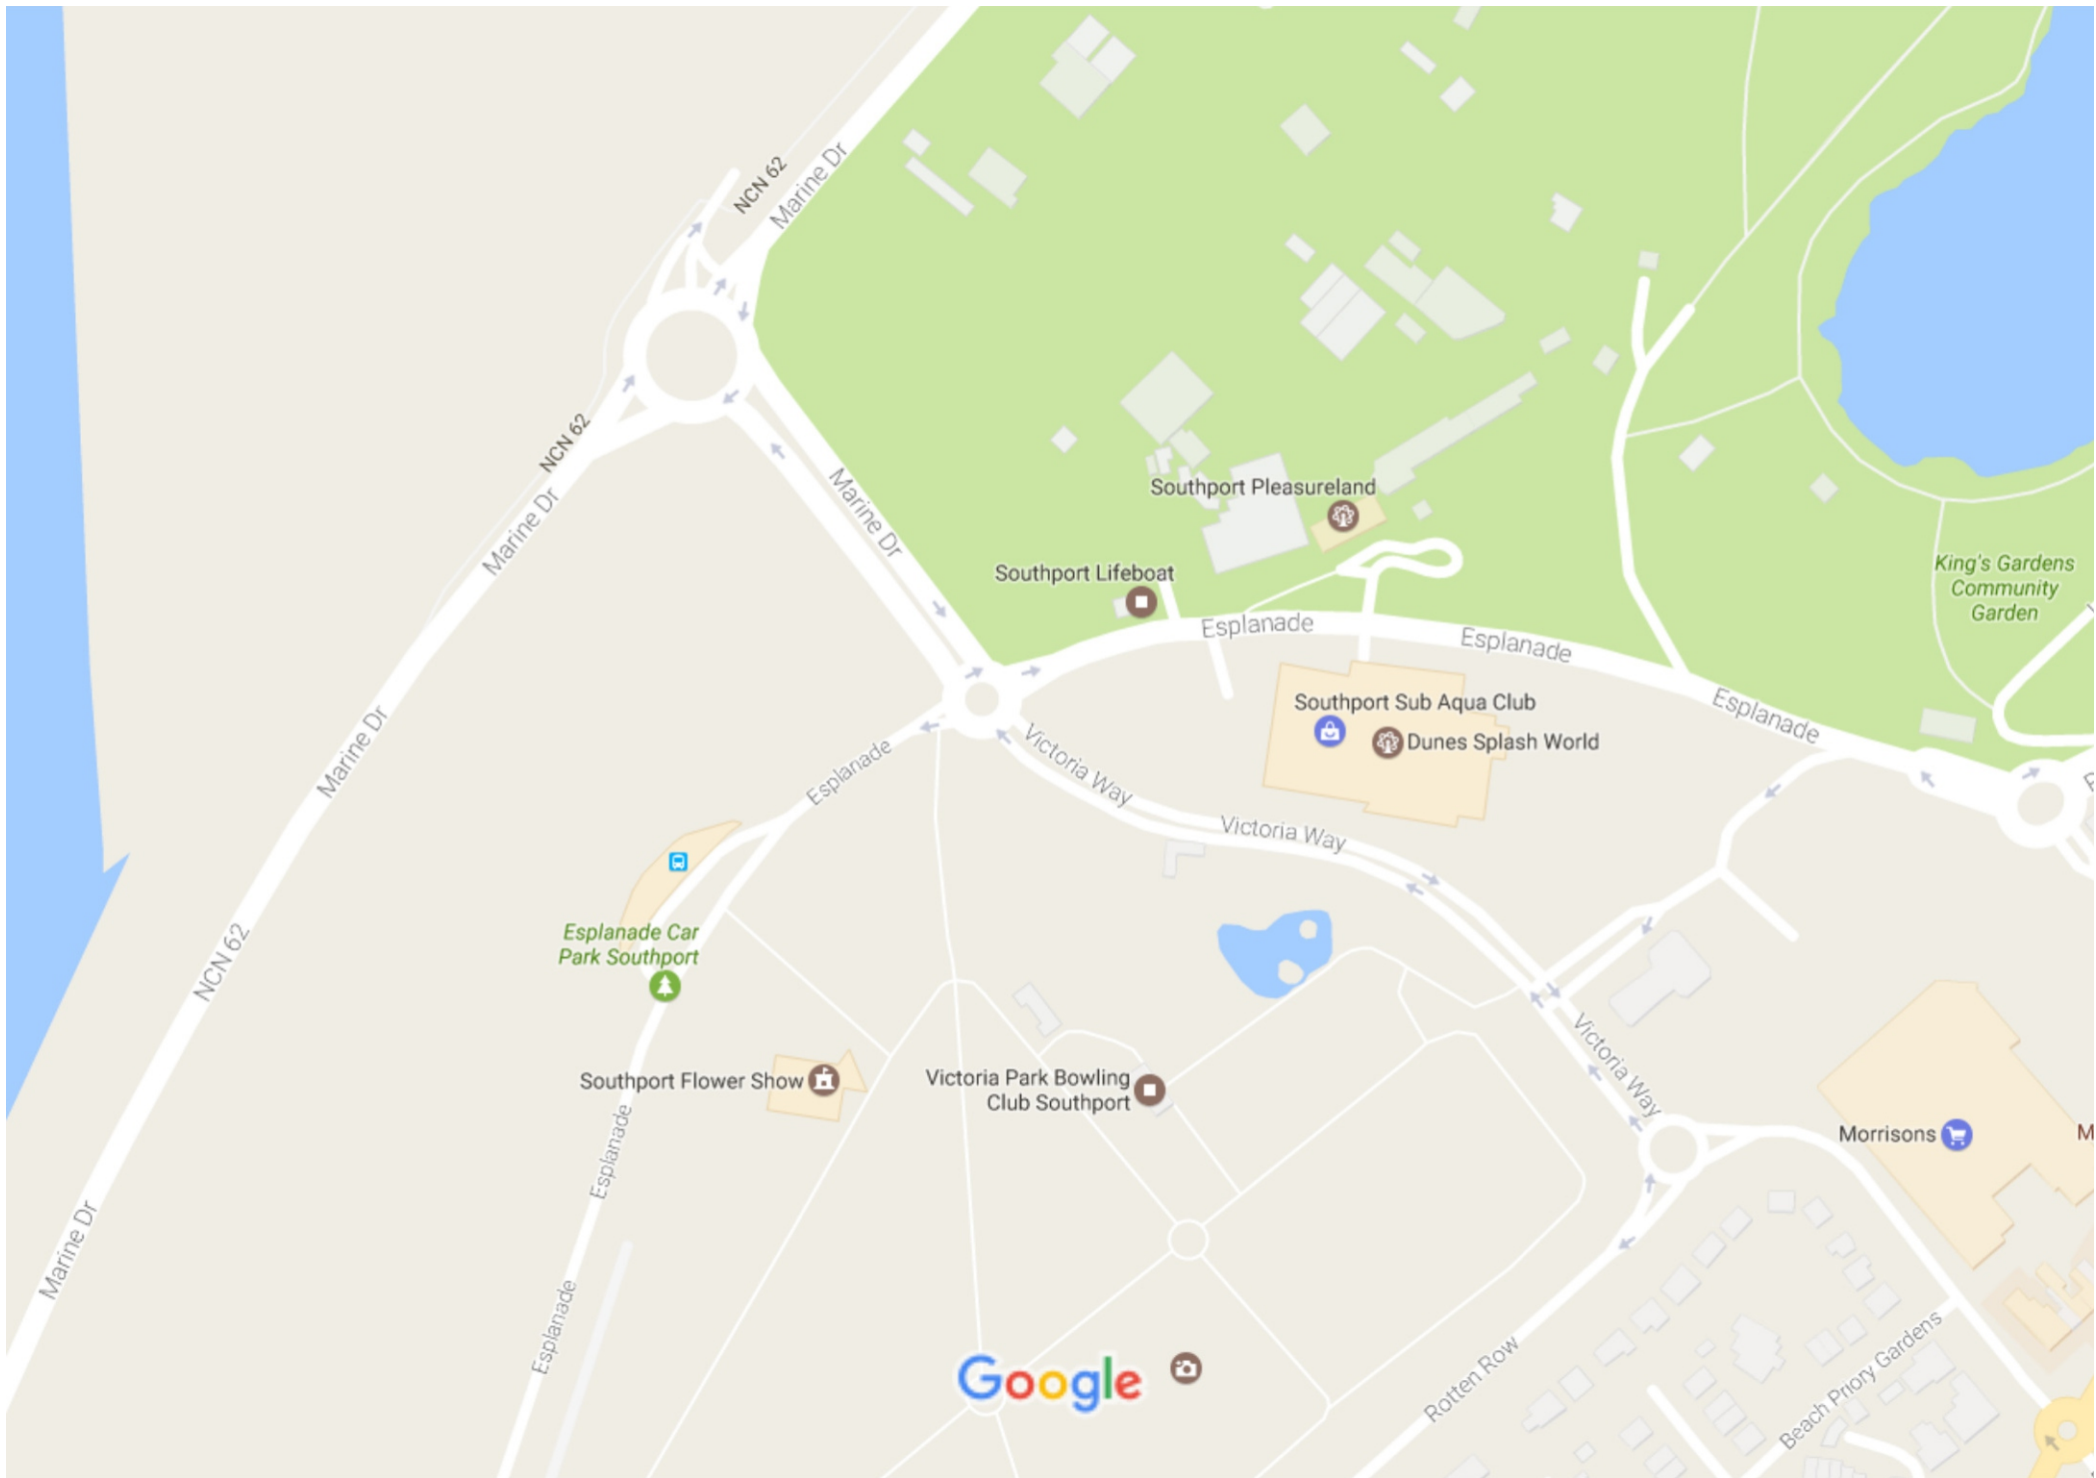 NCN 62
Marine Dr
NCN 62
Marine Dr
Marine Dr
Southport Pleasureland
Southport Lifeboat
King's Gardens
Community
Garden
Esplanade
Esplanade
Esplanade
Marine Dr
Southport Sub Aqua Club
Dunes Splash World
Victoria Way
Esplanade
Victoria Way
NCN 62
Esplanade Car
Park Southport
Victoria Way
Southport Flower Show
Victoria Park Bowling
Club Southport
Morrisons
M
Esplanade
Marine Dr
Esplanade
Google
Rotten Row
Beach Priory Gardens